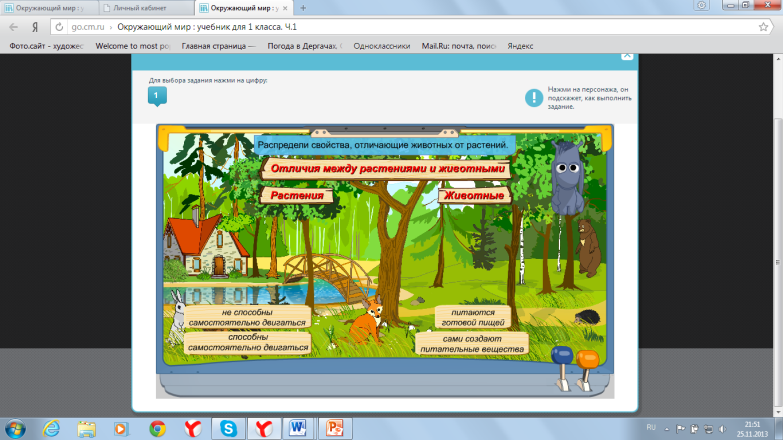 Окружающий мир : у
Личный кабинет
Окружающий мир : у
go.cm.ru › Окружающий мир : учебник для 1 класса. Ч.1
Фото.сайт - художес
Welcome to most po
Главная страница —
Погода в Дергачах,
Одноклассники
Mail.Ru: почта, поис
Яндекс
Для выбора задания нажми на цифру:
1
Нажми на персонажа, он
подскажет, как выполнить
задание.
Распредели свойства, отличающие животных от растений.
Отличия между растениями и животными
Растения
Животные
не способны
самостоятельно двигаться
питаются
готовой пищей
способны
самостоятельно двигаться
сами создают
питательные вещества
RU
21:51
25.11.2013